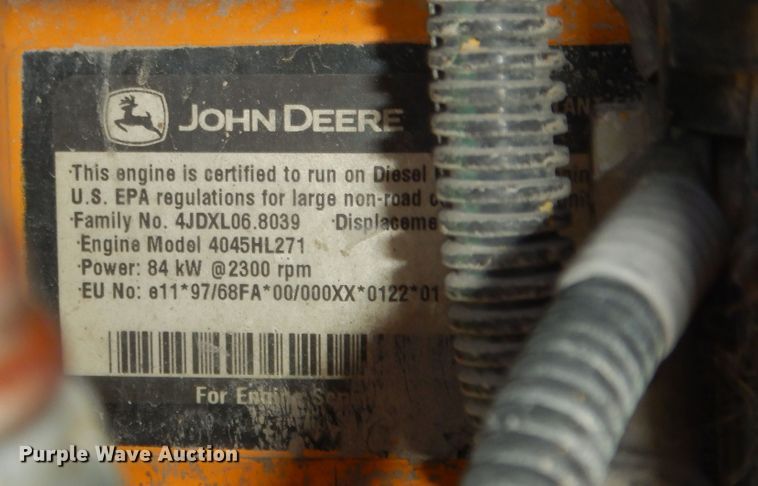 JOHN DEERE
This engine is certified to run on Diesel
U.S. EPA regulations for large non-road
Family No. 4JDXL06.8039 Displaceme
Engine Model 4045HL271
Power: 84 kW @2300 rpm
EU No: e11*97/68FA*00/000XX*0122*01
For Engine
Purple Wave Auction